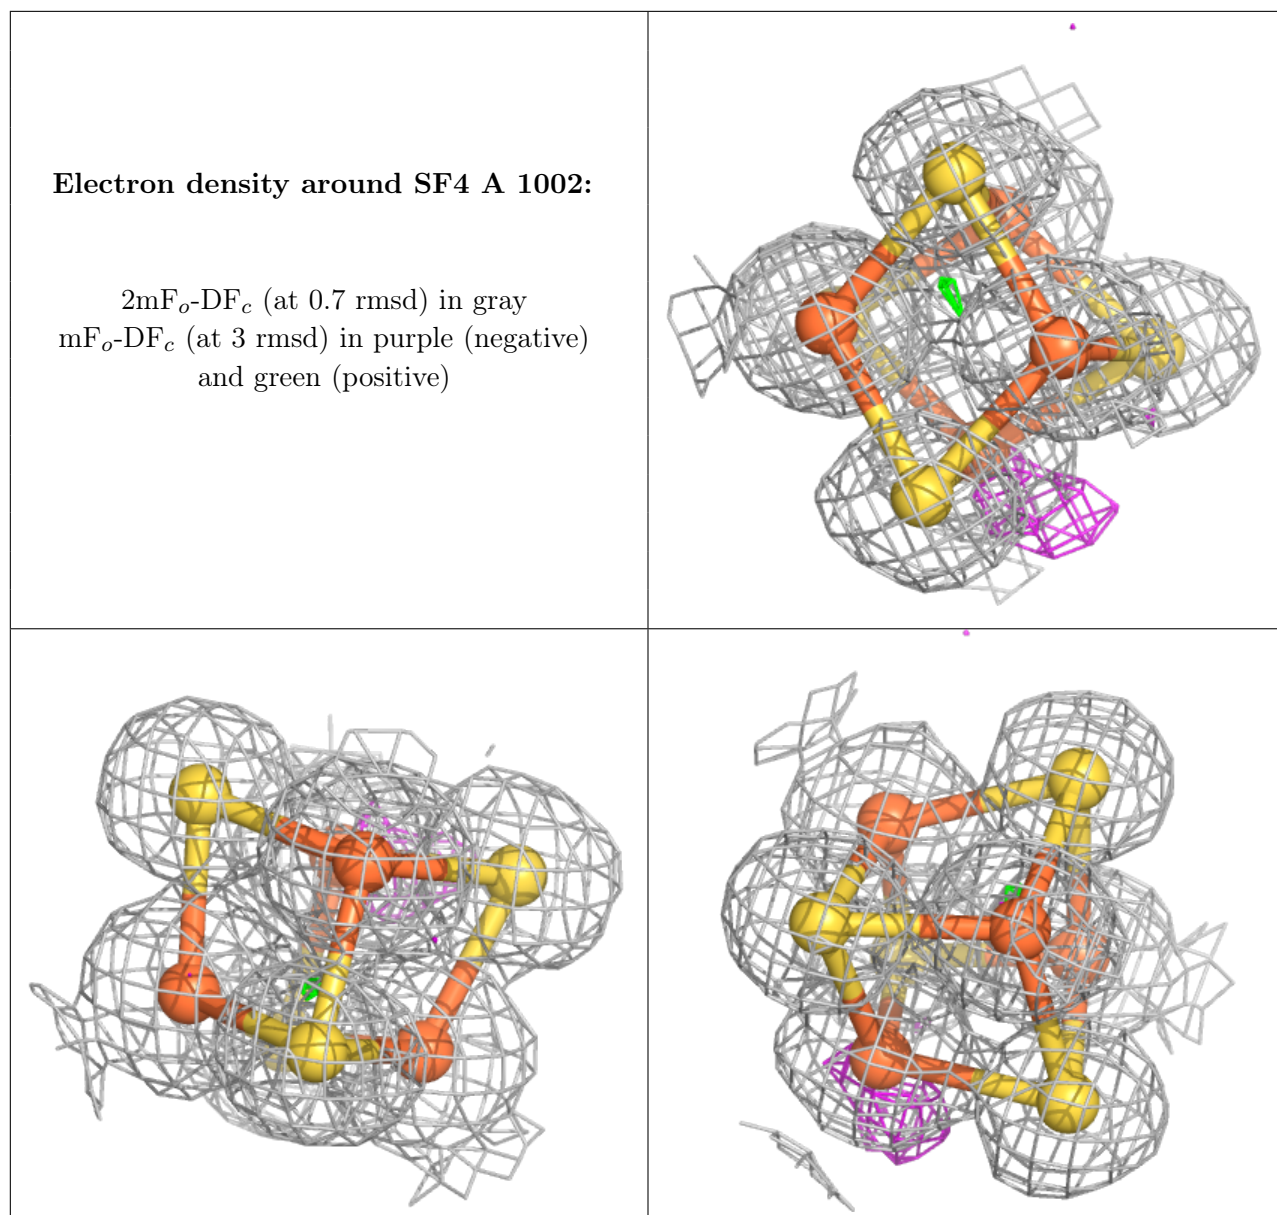 Electron density around SF4 A 1002:
2mFo-DFc (at 0.7 rmsd) in gray
mFo-DFc (at 3 rmsd) in purple (negative)
and green (positive)